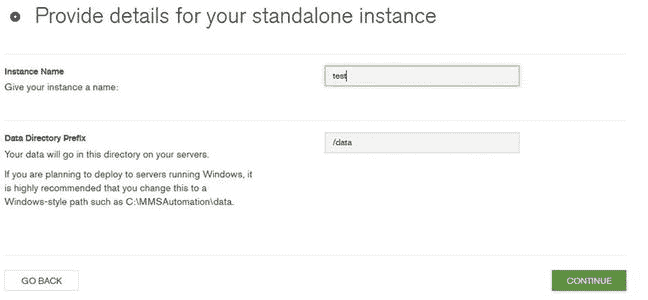 Provide details for your standalone instance
Instance Name
Give your instance a name:
test
Data Directory Prefix
Your data will go in this directory on your servers.
/data
If you are planning to deploy to servers running Windows, it
is highly recommended that you change this to a
Windows-style path such as C:\MMSAutomation\data.
GO BACK
CONTINUE